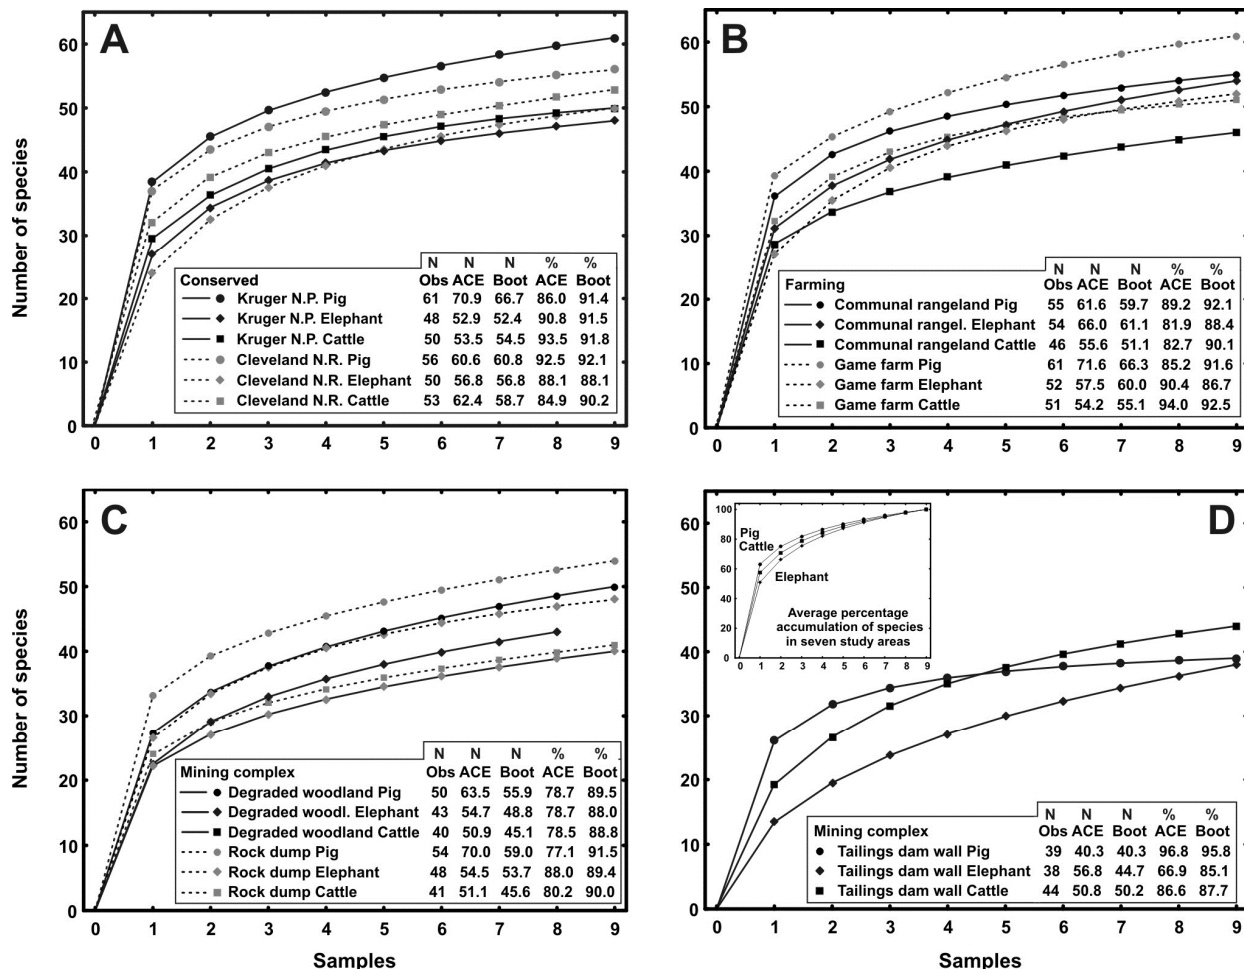 A
Number of species
60
50
40
30
20
10
0
N N N % %
Conserved Obs ACE Boot ACE Boot
Kruger N.P. Pig 61 70.9 66.7 86.0 91.4
Kruger N.P. Elephant 48 52.9 52.4 90.8 91.5
Kruger N.P. Cattle 50 53.5 54.5 93.5 91.8
Cleveland N.R. Pig 56 60.6 60.8 92.5 92.1
Cleveland N.R. Elephant 50 56.8 56.8 88.1 88.1
Cleveland N.R. Cattle 53 62.4 58.7 84.9 90.2
0 1 2 3 4 5 6 7 8 9
B
60
50
40
30
20
10
0
N N N % %
Farming Obs ACE Boot ACE Boot
Communal rangeland Pig 55 61.6 59.7 89.2 92.1
Communal rangel. Elephant 54 66.0 61.1 81.9 88.4
Communal rangeland Cattle 46 55.6 51.1 82.7 90.1
Game farm Pig 61 71.6 66.3 85.2 91.6
Game farm Elephant 52 57.5 60.0 90.4 86.7
Game farm Cattle 51 54.2 55.1 94.0 92.5
0 1 2 3 4 5 6 7 8 9
C
Number of species
60
50
40
30
20
10
0
N N N % %
Mining complex Obs ACE Boot ACE Boot
Degraded woodland Pig 50 63.5 55.9 78.7 89.5
Degraded woodl. Elephant 43 54.7 48.8 78.7 88.0
Degraded woodland Cattle 40 50.9 45.1 78.5 88.8
Rock dump Pig 54 70.0 59.0 77.1 91.5
Rock dump Elephant 48 54.5 53.7 88.0 89.4
Rock dump Cattle 41 51.1 45.6 80.2 90.0
0 1 2 3 4 5 6 7 8 9
Samples
D
60
50
40
30
20
10
0
100
80
60
40
20
0
Pig
Cattle
Elephant
Average percentage
accumulation of species
in seven study areas
0 1 2 3 4 5 6 7 8 9
N N N % %
Mining complex Obs ACE Boot ACE Boot
Tailings dam wall Pig 39 40.3 40.3 96.8 95.8
Tailings dam wall Elephant 38 56.8 44.7 66.9 85.1
Tailings dam wall Cattle 44 50.8 50.2 86.6 87.7
0 1 2 3 4 5 6 7 8 9
Samples